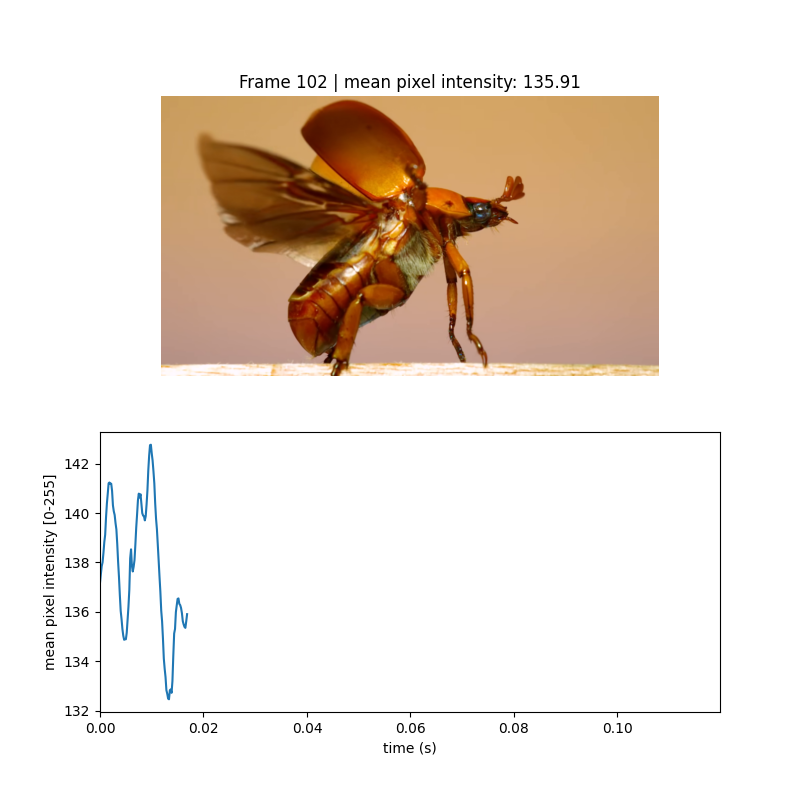 Frame 102 | mean pixel intensity: 135.91
mean pixel intensity [0-255]
142
140
138
136
134
132
0.00 0.02 0.04 0.06 0.08 0.10
time (s)